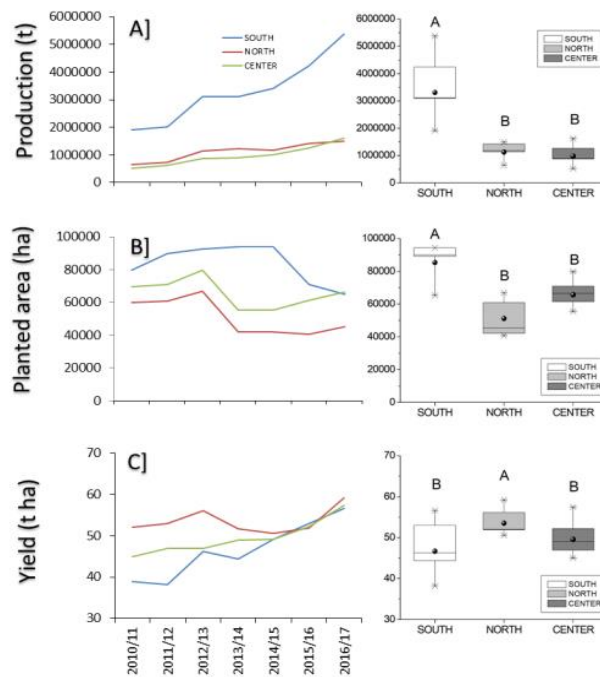 A]
Production (t)
6000000
5000000
4000000
3000000
2000000
1000000
0
SOUTH
NORTH
CENTER
6000000
5000000
4000000
3000000
2000000
1000000
0
A
B
B
SOUTH
NORTH
CENTER
SOUTH NORTH CENTER
B]
Planted area (ha)
100000
80000
60000
40000
20000
0
100000
80000
60000
40000
20000
0
A
B
B
SOUTH
NORTH
CENTER
SOUTH NORTH CENTER
C]
Yield (t ha)
70
60
50
40
30
2010/11
2011/12
2012/13
2013/14
2014/15
2015/16
2016/17
70
60
50
40
30
B
A
B
SOUTH
NORTH
CENTER
SOUTH NORTH CENTER